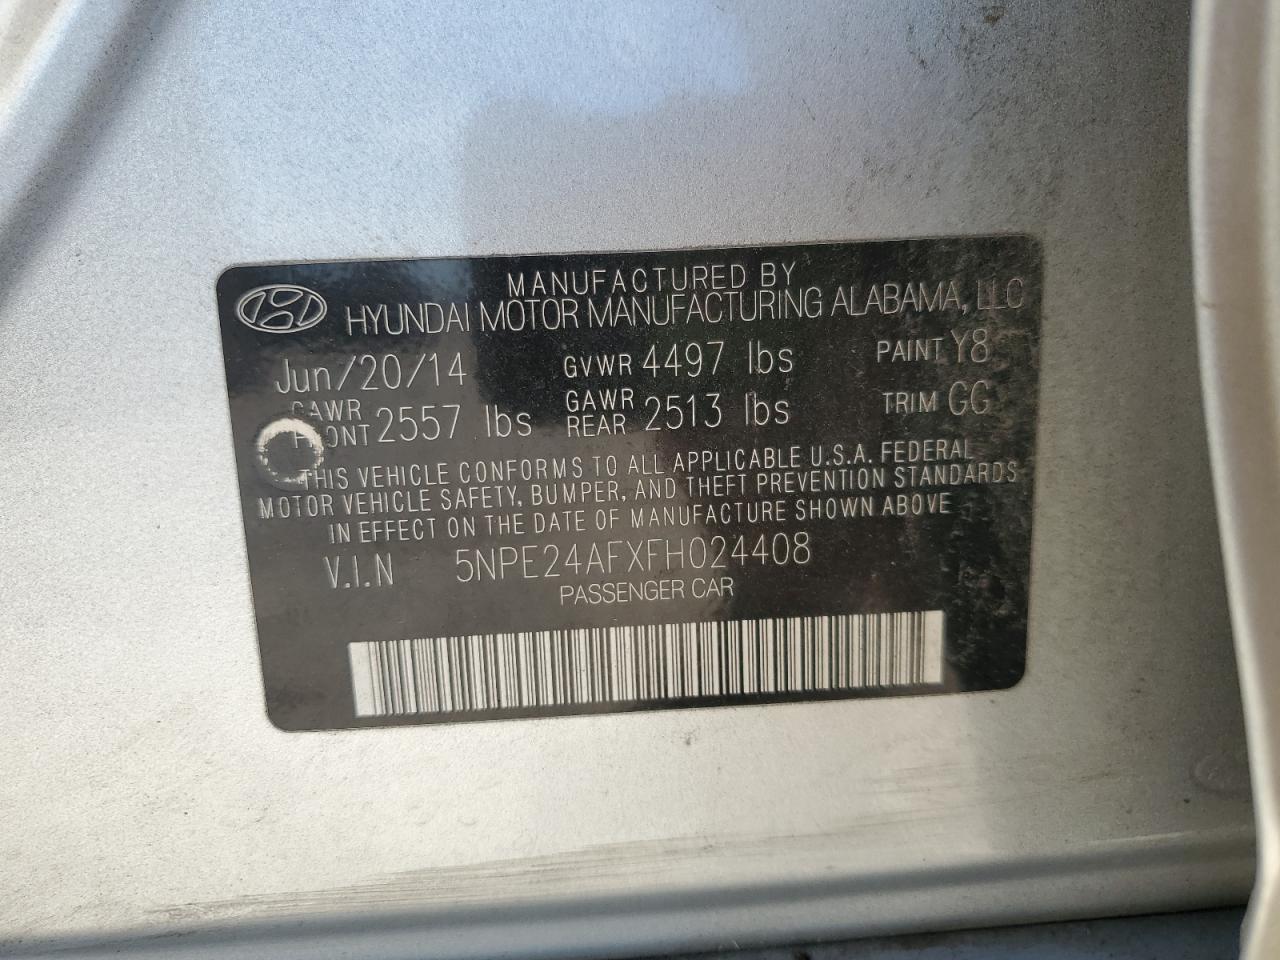 MANUFACTURED BY
HYUNDAI MOTOR MANUFACTURING ALABAMA, LLC
Jun/20/14 GVWR 4497 lbs PAINT Y8
GAWR FRONT 2557 lbs GAWR REAR 2513 lbs TRIM GG
THIS VEHICLE CONFORMS TO ALL APPLICABLE U.S.A. FEDERAL
MOTOR VEHICLE SAFETY, BUMPER, AND THEFT PREVENTION STANDARDS
IN EFFECT ON THE DATE OF MANUFACTURE SHOWN ABOVE
V.I.N 5NPE24AFXFH024408
PASSENGER CAR